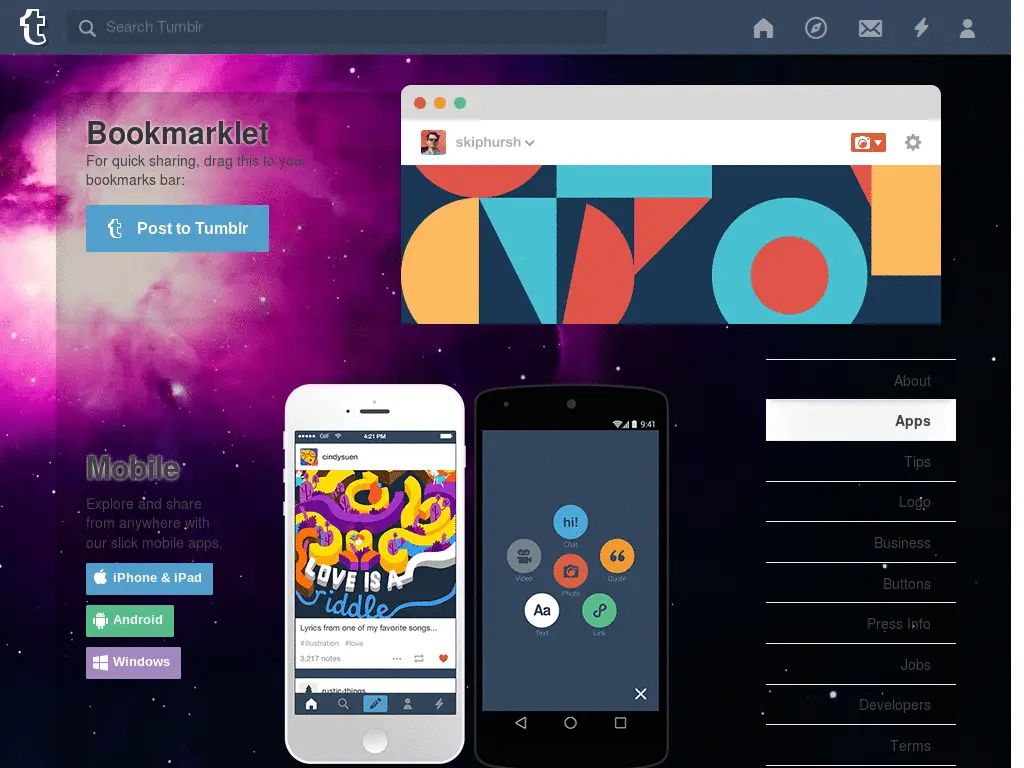 Search Tumblr
Bookmarklet
For quick sharing, drag this to your
bookmarks bar:
t Post to Tumblr
skiphursh
About
Apps
Tips
Logo
Business
Buttons
Press Info
Jobs
Developers
Terms
Mobile
Explore and share
from anywhere with
our slick mobile apps.
iPhone & iPad
Android
Windows
GIF 4:21 PM
cindysuen
LOVE IS A
riddle
Lyrics from one of my favorite songs...
#illustration #love
3,217 notes
rustic-things
9:41
hi!
Chat
Video
Quote
Photo
Aa
Text
Link